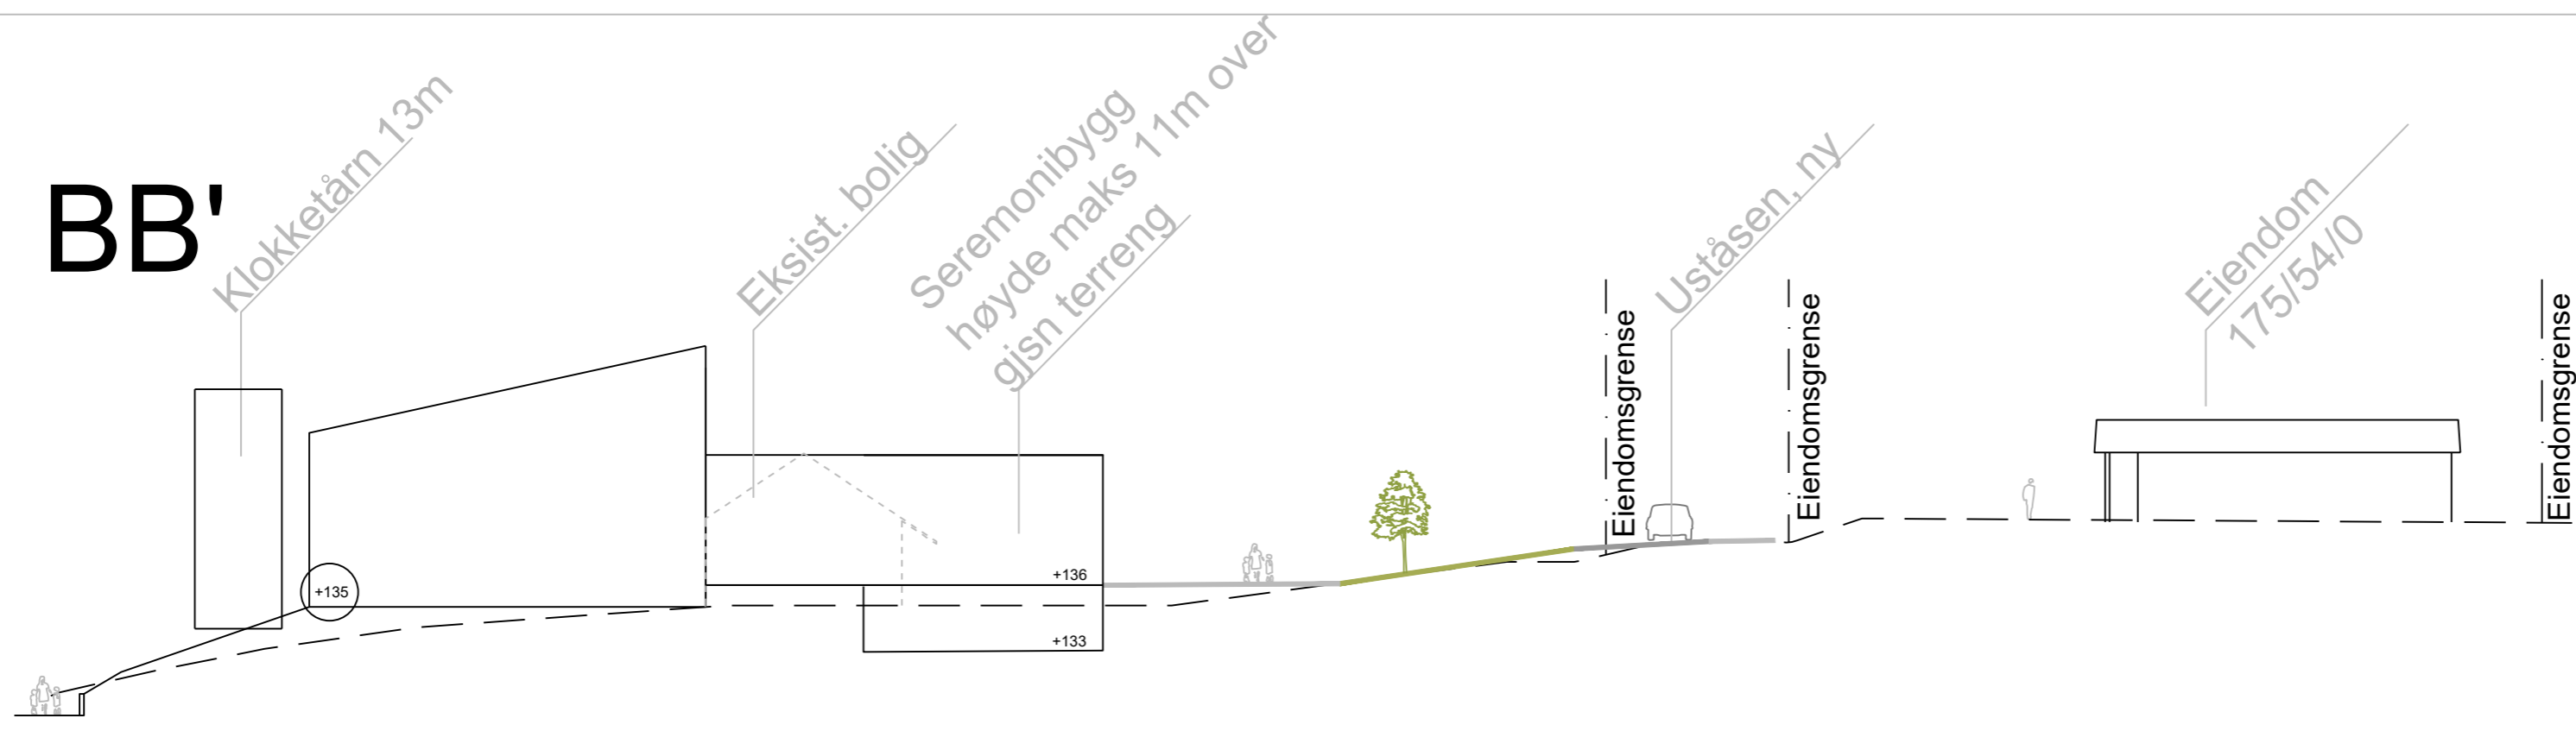 BB'
Klokketårn 13m
Eksist. bolig
Seremonibygg
høyde maks 11m over
gjsn terreng
Uståsen, ny
Eiendom
175/54/0
Eiendomsgrense
Eiendomsgrense
Eiendomsgrense
+135
+136
+133